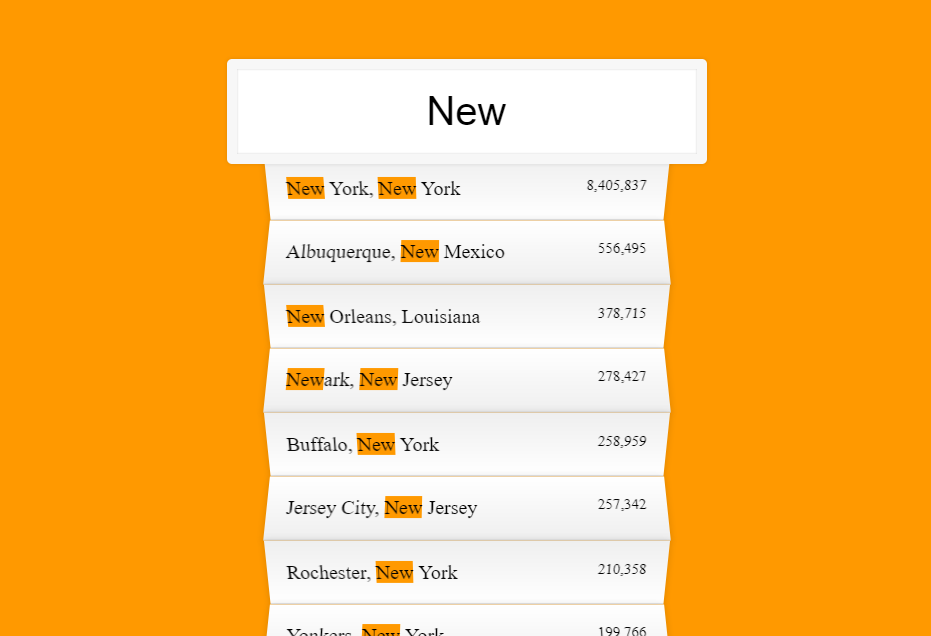 New
New York, New York 8,405,837
Albuquerque, New Mexico 556,495
New Orleans, Louisiana 378,715
Newark, New Jersey 278,427
Buffalo, New York 258,959
Jersey City, New Jersey 257,342
Rochester, New York 210,358
Yonkers, New York 199,766